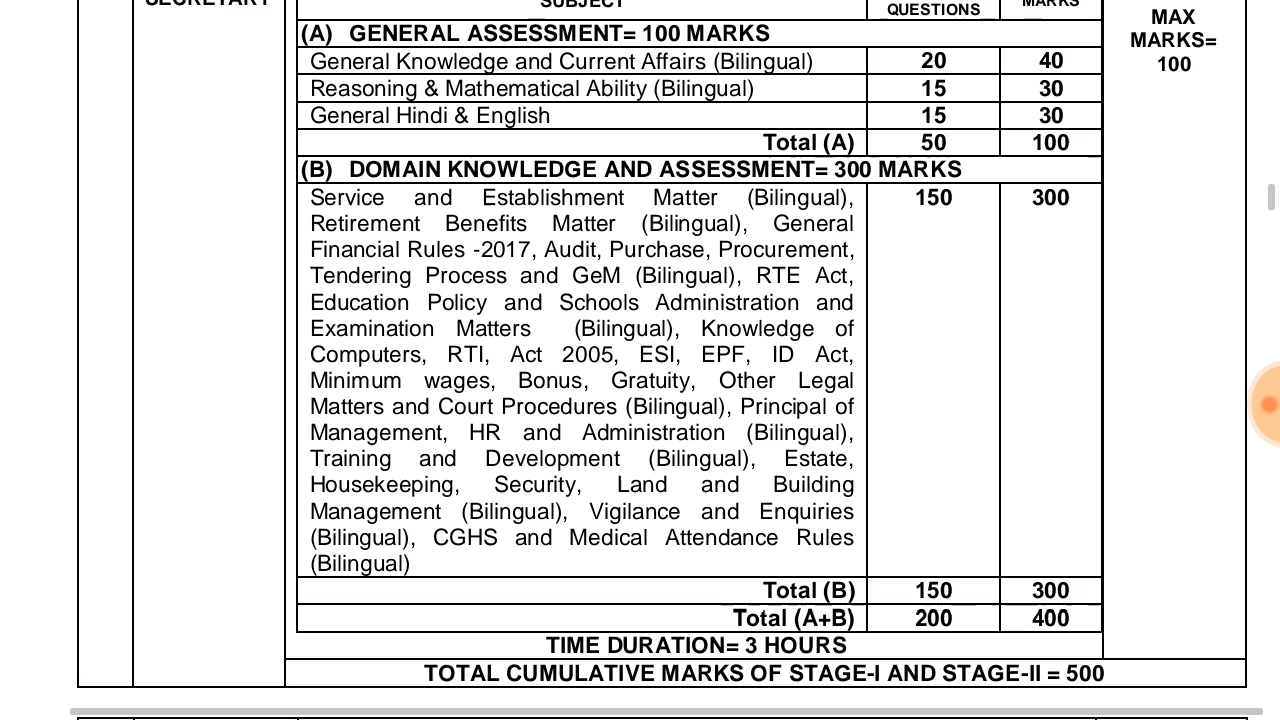 SECRETARY
SUBJECT
QUESTIONS
MARKS
MAX
MARKS=
100
(A) GENERAL ASSESSMENT= 100 MARKS
General Knowledge and Current Affairs (Bilingual) 20 40
Reasoning & Mathematical Ability (Bilingual) 15 30
General Hindi & English 15 30
Total (A) 50 100
(B) DOMAIN KNOWLEDGE AND ASSESSMENT= 300 MARKS
Service and Establishment Matter (Bilingual), 150 300
Retirement Benefits Matter (Bilingual), General
Financial Rules -2017, Audit, Purchase, Procurement,
Tendering Process and GeM (Bilingual), RTE Act,
Education Policy and Schools Administration and
Examination Matters (Bilingual), Knowledge of
Computers, RTI, Act 2005, ESI, EPF, ID Act,
Minimum wages, Bonus, Gratuity, Other Legal
Matters and Court Procedures (Bilingual), Principal of
Management, HR and Administration (Bilingual),
Training and Development (Bilingual), Estate,
Housekeeping, Security, Land and Building
Management (Bilingual), Vigilance and Enquiries
(Bilingual), CGHS and Medical Attendance Rules
(Bilingual)
Total (B) 150 300
Total (A+B) 200 400
TIME DURATION= 3 HOURS
TOTAL CUMULATIVE MARKS OF STAGE-I AND STAGE-II = 500